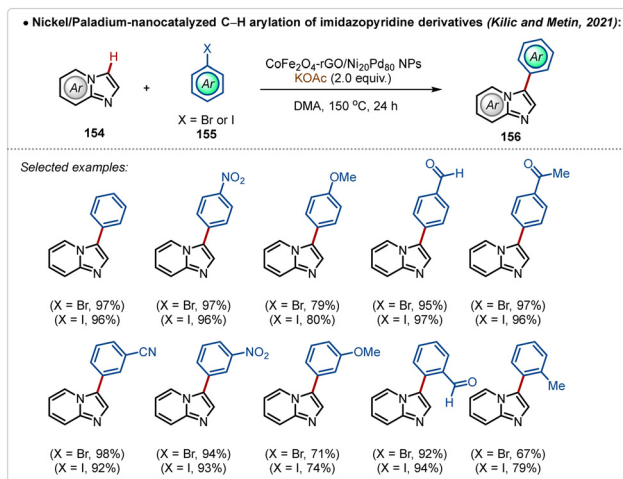 • Nickel/Paladium-nanocatalyzed C–H arylation of imidazopyridine derivatives (Kilic and Metin, 2021):
H
Ar
N
N
154
+
X
Ar
X = Br or I
155
CoFe2O4-rGO/Ni20Pd80 NPs
KOAc (2.0 equiv.)
DMA, 150 °C, 24 h
Ar
Ar
N
N
156
Selected examples:
N
N
NO2
N
N
OMe
N
N
O
H
N
N
O
Me
N
N
(X = Br, 97%) (X = Br, 97%) (X = Br, 79%) (X = Br, 95%) (X = Br, 97%)
(X = I, 96%) (X = I, 96%) (X = I, 80%) (X = I, 97%) (X = I, 96%)
CN
N
N
NO2
N
N
OMe
N
N
O
H
N
N
Me
N
N
(X = Br, 98%) (X = Br, 94%) (X = Br, 71%) (X = Br, 92%) (X = Br, 67%)
(X = I, 92%) (X = I, 93%) (X = I, 74%) (X = I, 94%) (X = I, 79%)